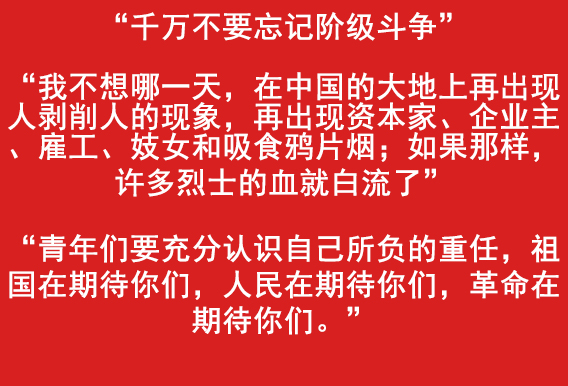 “千万不要忘记阶级斗争”
“我不想哪一天，在中国的大地上再出现
人剥削人的现象，再出现资本家、企业主
、雇工、妓女和吸食鸦片烟；如果那样，
许多烈士的血就白流了”
“青年们要充分认识自己所负的重任，祖
国在期待你们，人民在期待你们，革命在
期待你们。”